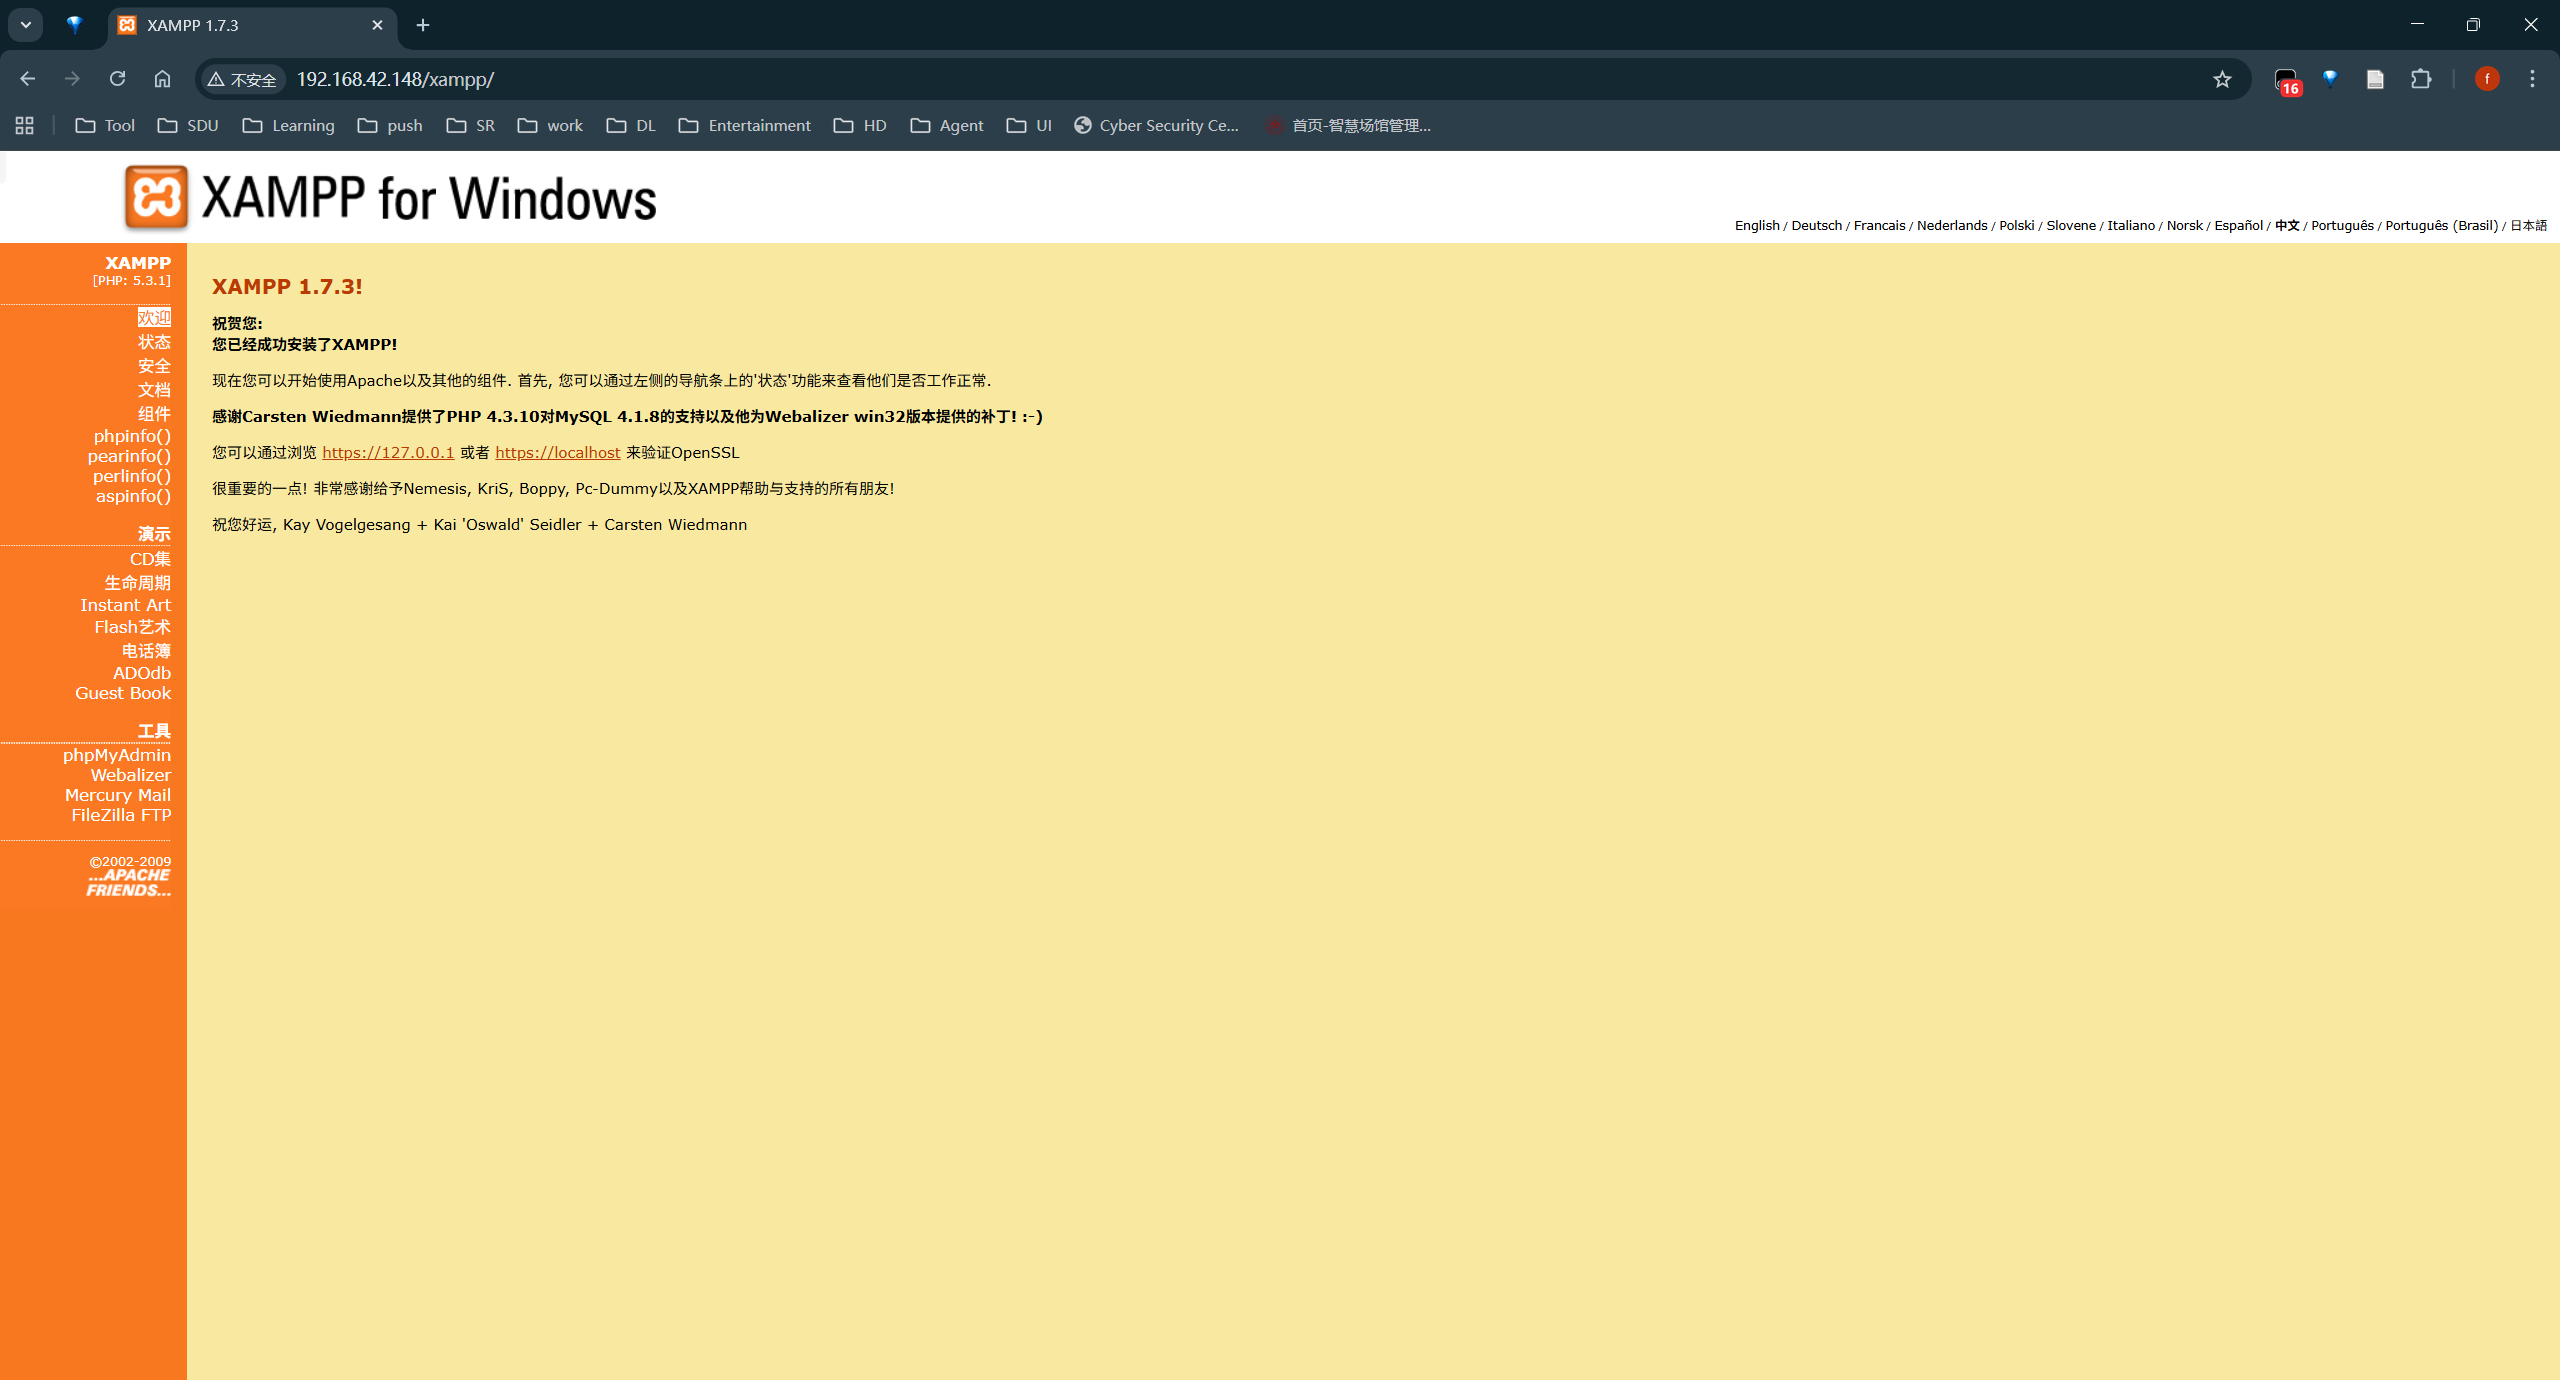 XAMPP 1.7.3
不安全 192.168.42.148/xampp/
16
f
Tool SDU Learning push SR work DL Entertainment HD Agent UI Cyber Security Ce... 首页-智慧场馆管理...
XAMPP for Windows
English / Deutsch / Francais / Nederlands / Polski / Slovene / Italiano / Norsk / Español / 中文 / Português / Português (Brasil) / 日本語
XAMPP
[PHP: 5.3.1]
欢迎
状态
安全
文档
组件
phpinfo()
pearinfo()
perlinfo()
aspinfo()
演示
CD集
生命周期
Instant Art
Flash艺术
电话簿
ADOdb
Guest Book
工具
phpMyAdmin
Webalizer
Mercury Mail
FileZilla FTP
©2002-2009
...APACHE
FRIENDS...
XAMPP 1.7.3!
祝贺您:
您已经成功安装了XAMPP!
现在您可以开始使用Apache以及其他的组件. 首先, 您可以通过左侧的导航条上的'状态'功能来查看他们是否工作正常.
感谢Carsten Wiedmann提供了PHP 4.3.10对MySQL 4.1.8的支持以及他为Webalizer win32版本提供的补丁! :-)
您可以通过浏览 https://127.0.0.1 或者 https://localhost 来验证OpenSSL
很重要的一点! 非常感谢给予Nemesis, KriS, Boppy, Pc-Dummy以及XAMPP帮助与支持的所有朋友!
祝您好运, Kay Vogelgesang + Kai 'Oswald' Seidler + Carsten Wiedmann